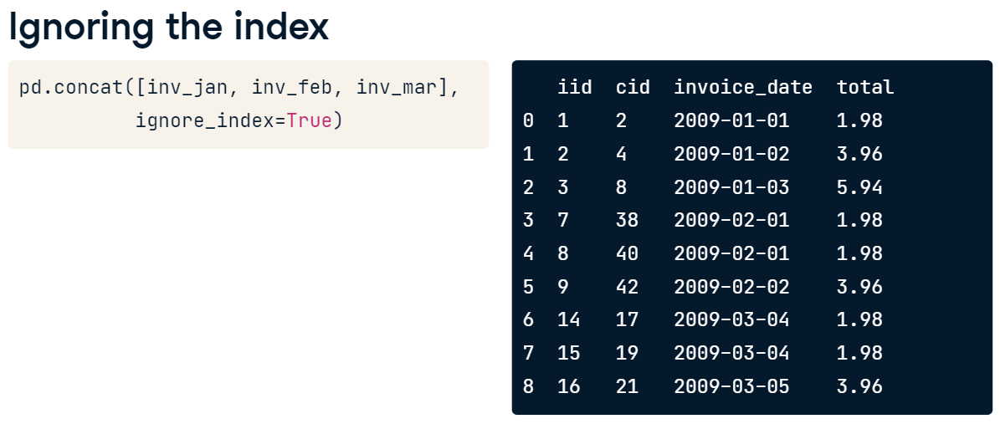 Ignoring the index
pd.concat([inv_jan, inv_feb, inv_mar],
ignore_index=True)
iid cid invoice_date total
0 1 2 2009-01-01 1.98
1 2 4 2009-01-02 3.96
2 3 8 2009-01-03 5.94
3 7 38 2009-02-01 1.98
4 8 40 2009-02-01 1.98
5 9 42 2009-02-02 3.96
6 14 17 2009-03-04 1.98
7 15 19 2009-03-04 1.98
8 16 21 2009-03-05 3.96